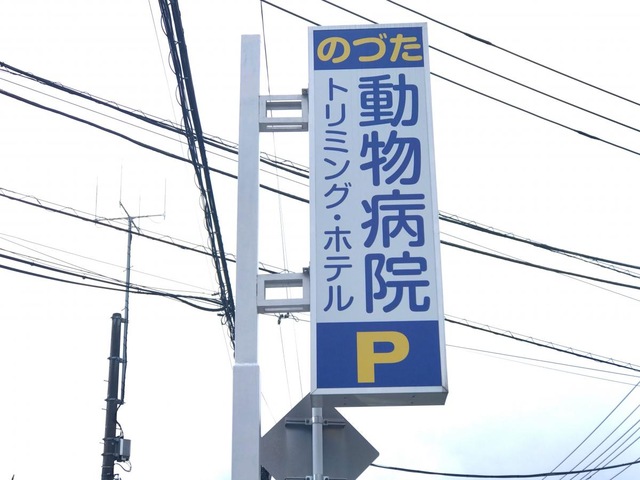 のづた
動物病院
トリミング・ホテル
P